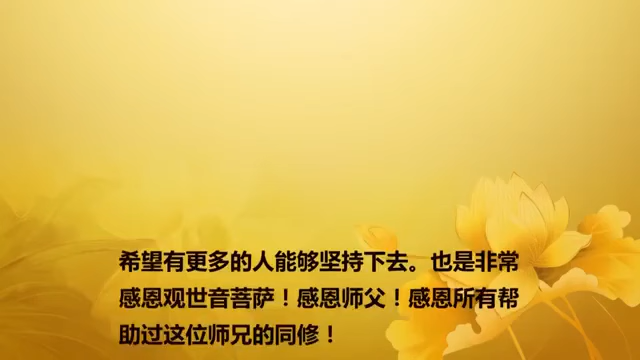 希望有更多的人能够坚持下去。也是非常
感恩观世音菩萨！感恩师父！感恩所有帮
助过这位师兄的同修！